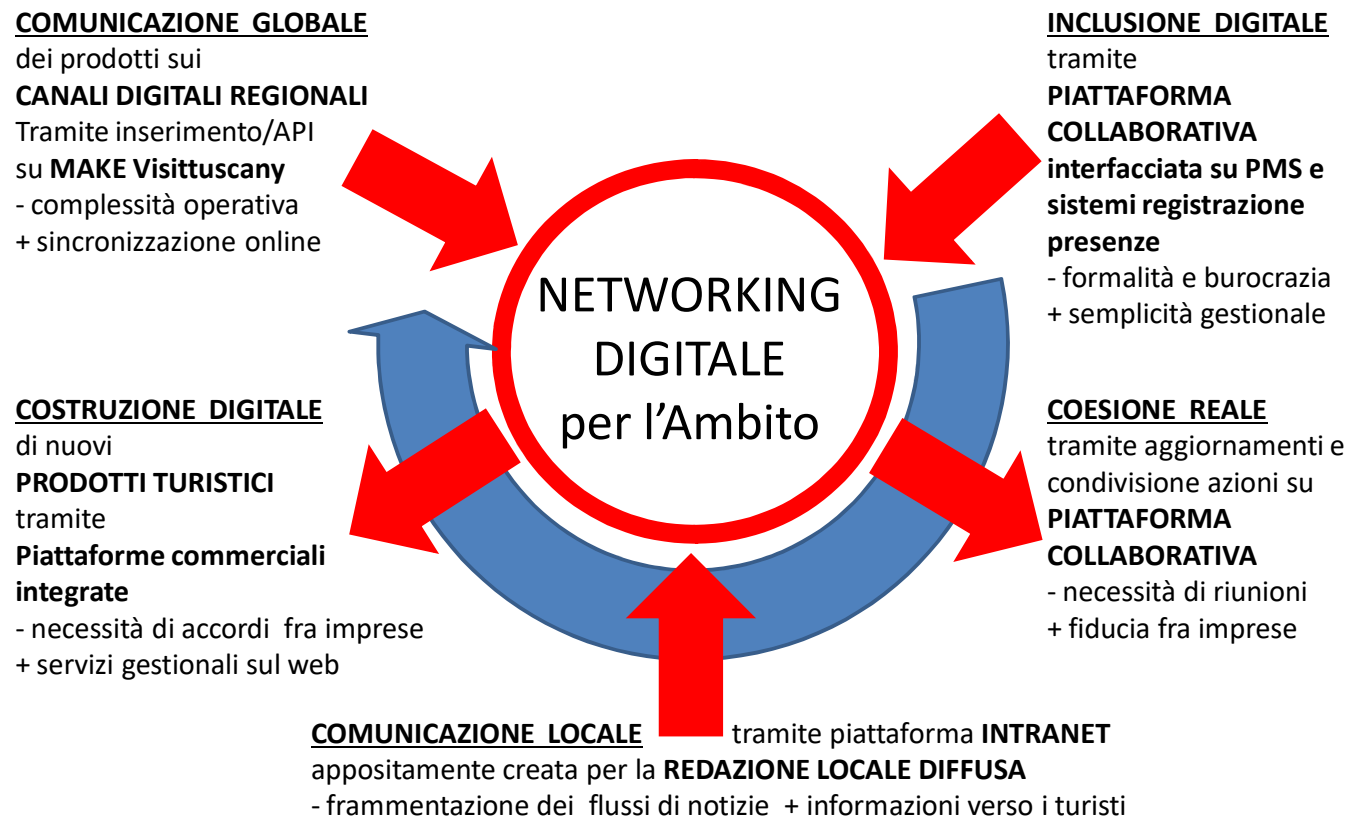 COMUNICAZIONE GLOBALE
dei prodotti sui
CANALI DIGITALI REGIONALI
Tramite inserimento/API
su MAKE Visittuscany
- complessità operativa
+ sincronizzazione online
INCLUSIONE DIGITALE
tramite
PIATTAFORMA
COLLABORATIVA
interfacciata su PMS e
sistemi registrazione
presenze
- formalità e burocrazia
+ semplicità gestionale
NETWORKING
DIGITALE
per l'Ambito
COSTRUZIONE DIGITALE
di nuovi
PRODOTTI TURISTICI
tramite
Piattaforme commerciali
integrate
- necessità di accordi fra imprese
+ servizi gestionali sul web
COESIONE REALE
tramite aggiornamenti e
condivisione azioni su
PIATTAFORMA
COLLABORATIVA
- necessità di riunioni
+ fiducia fra imprese
COMUNICAZIONE LOCALE tramite piattaforma INTRANET
appositamente creata per la REDAZIONE LOCALE DIFFUSA
- frammentazione dei flussi di notizie + informazioni verso i turisti